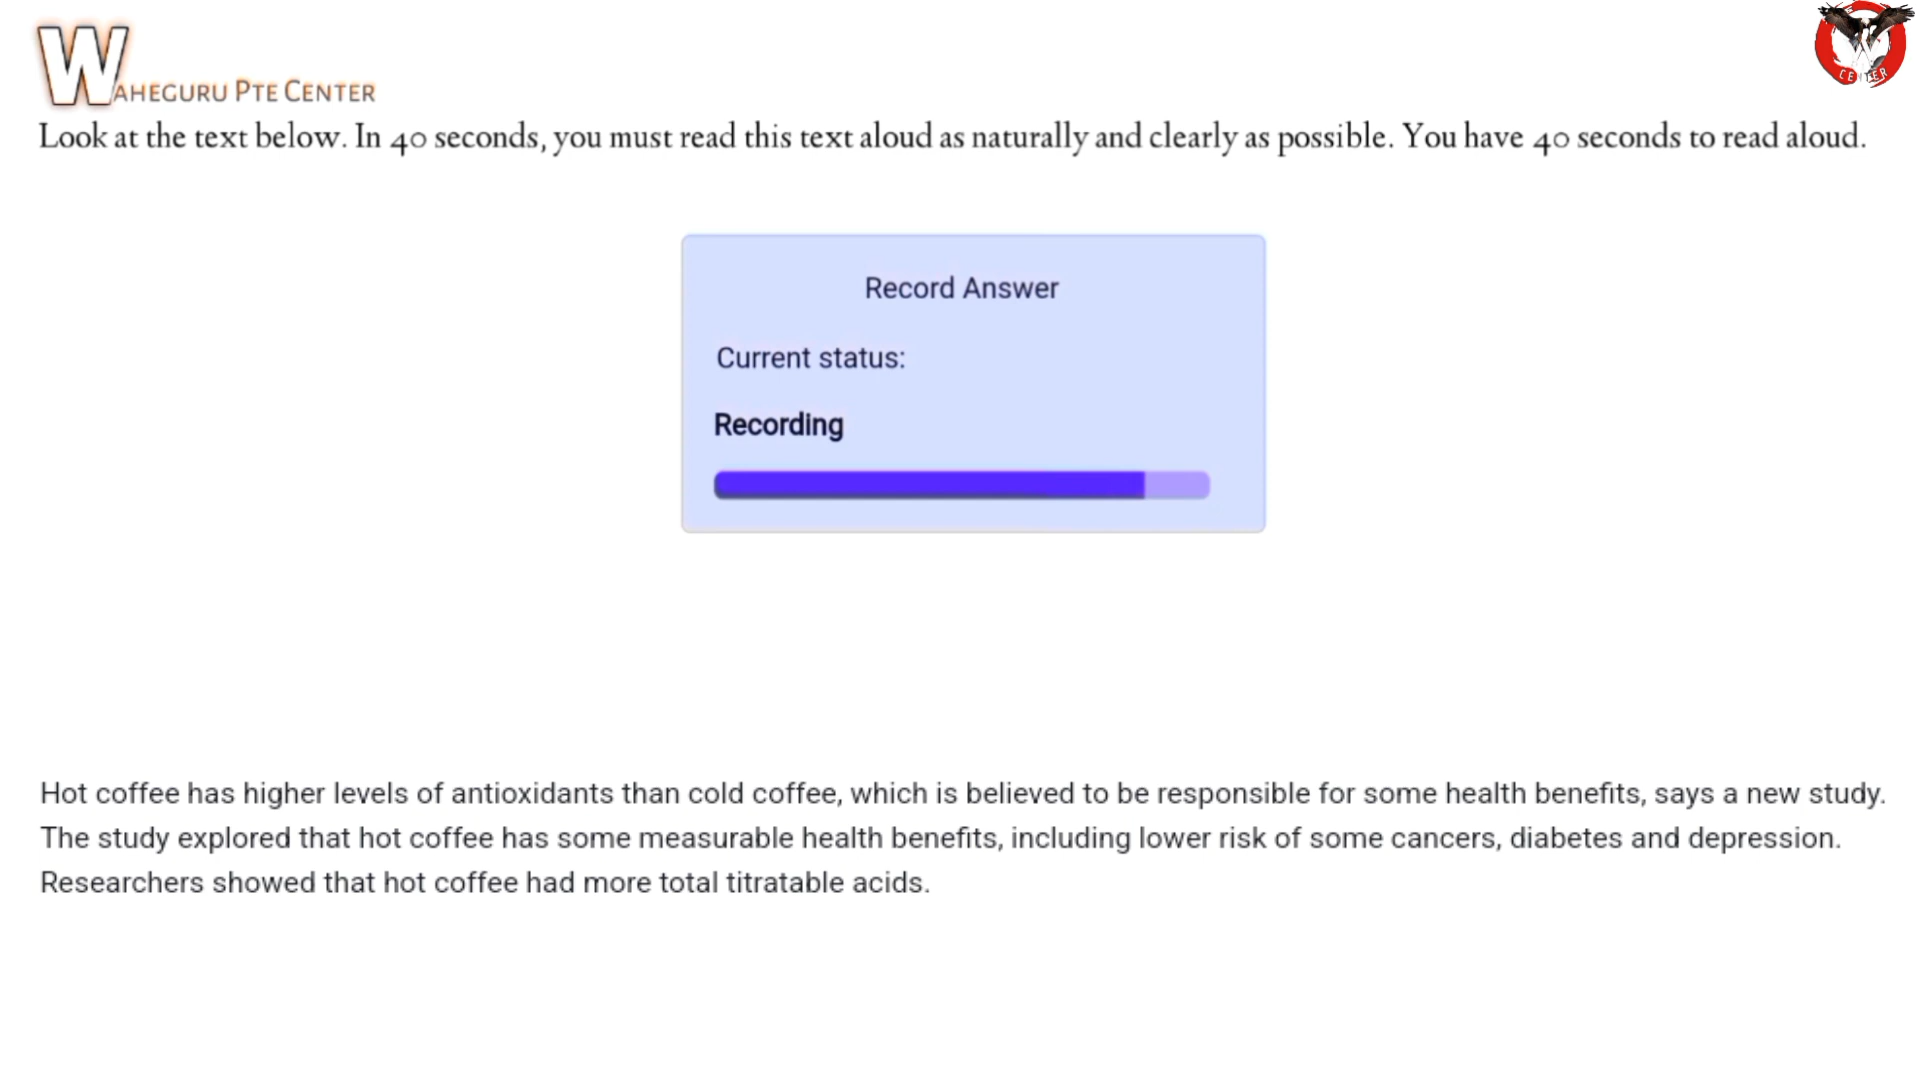 WAHEGURU PTE CENTER
CENTER
Look at the text below. In 40 seconds, you must read this text aloud as naturally and clearly as possible. You have 40 seconds to read aloud.
Record Answer
Current status:
Recording
Hot coffee has higher levels of antioxidants than cold coffee, which is believed to be responsible for some health benefits, says a new study.
The study explored that hot coffee has some measurable health benefits, including lower risk of some cancers, diabetes and depression.
Researchers showed that hot coffee had more total titratable acids.